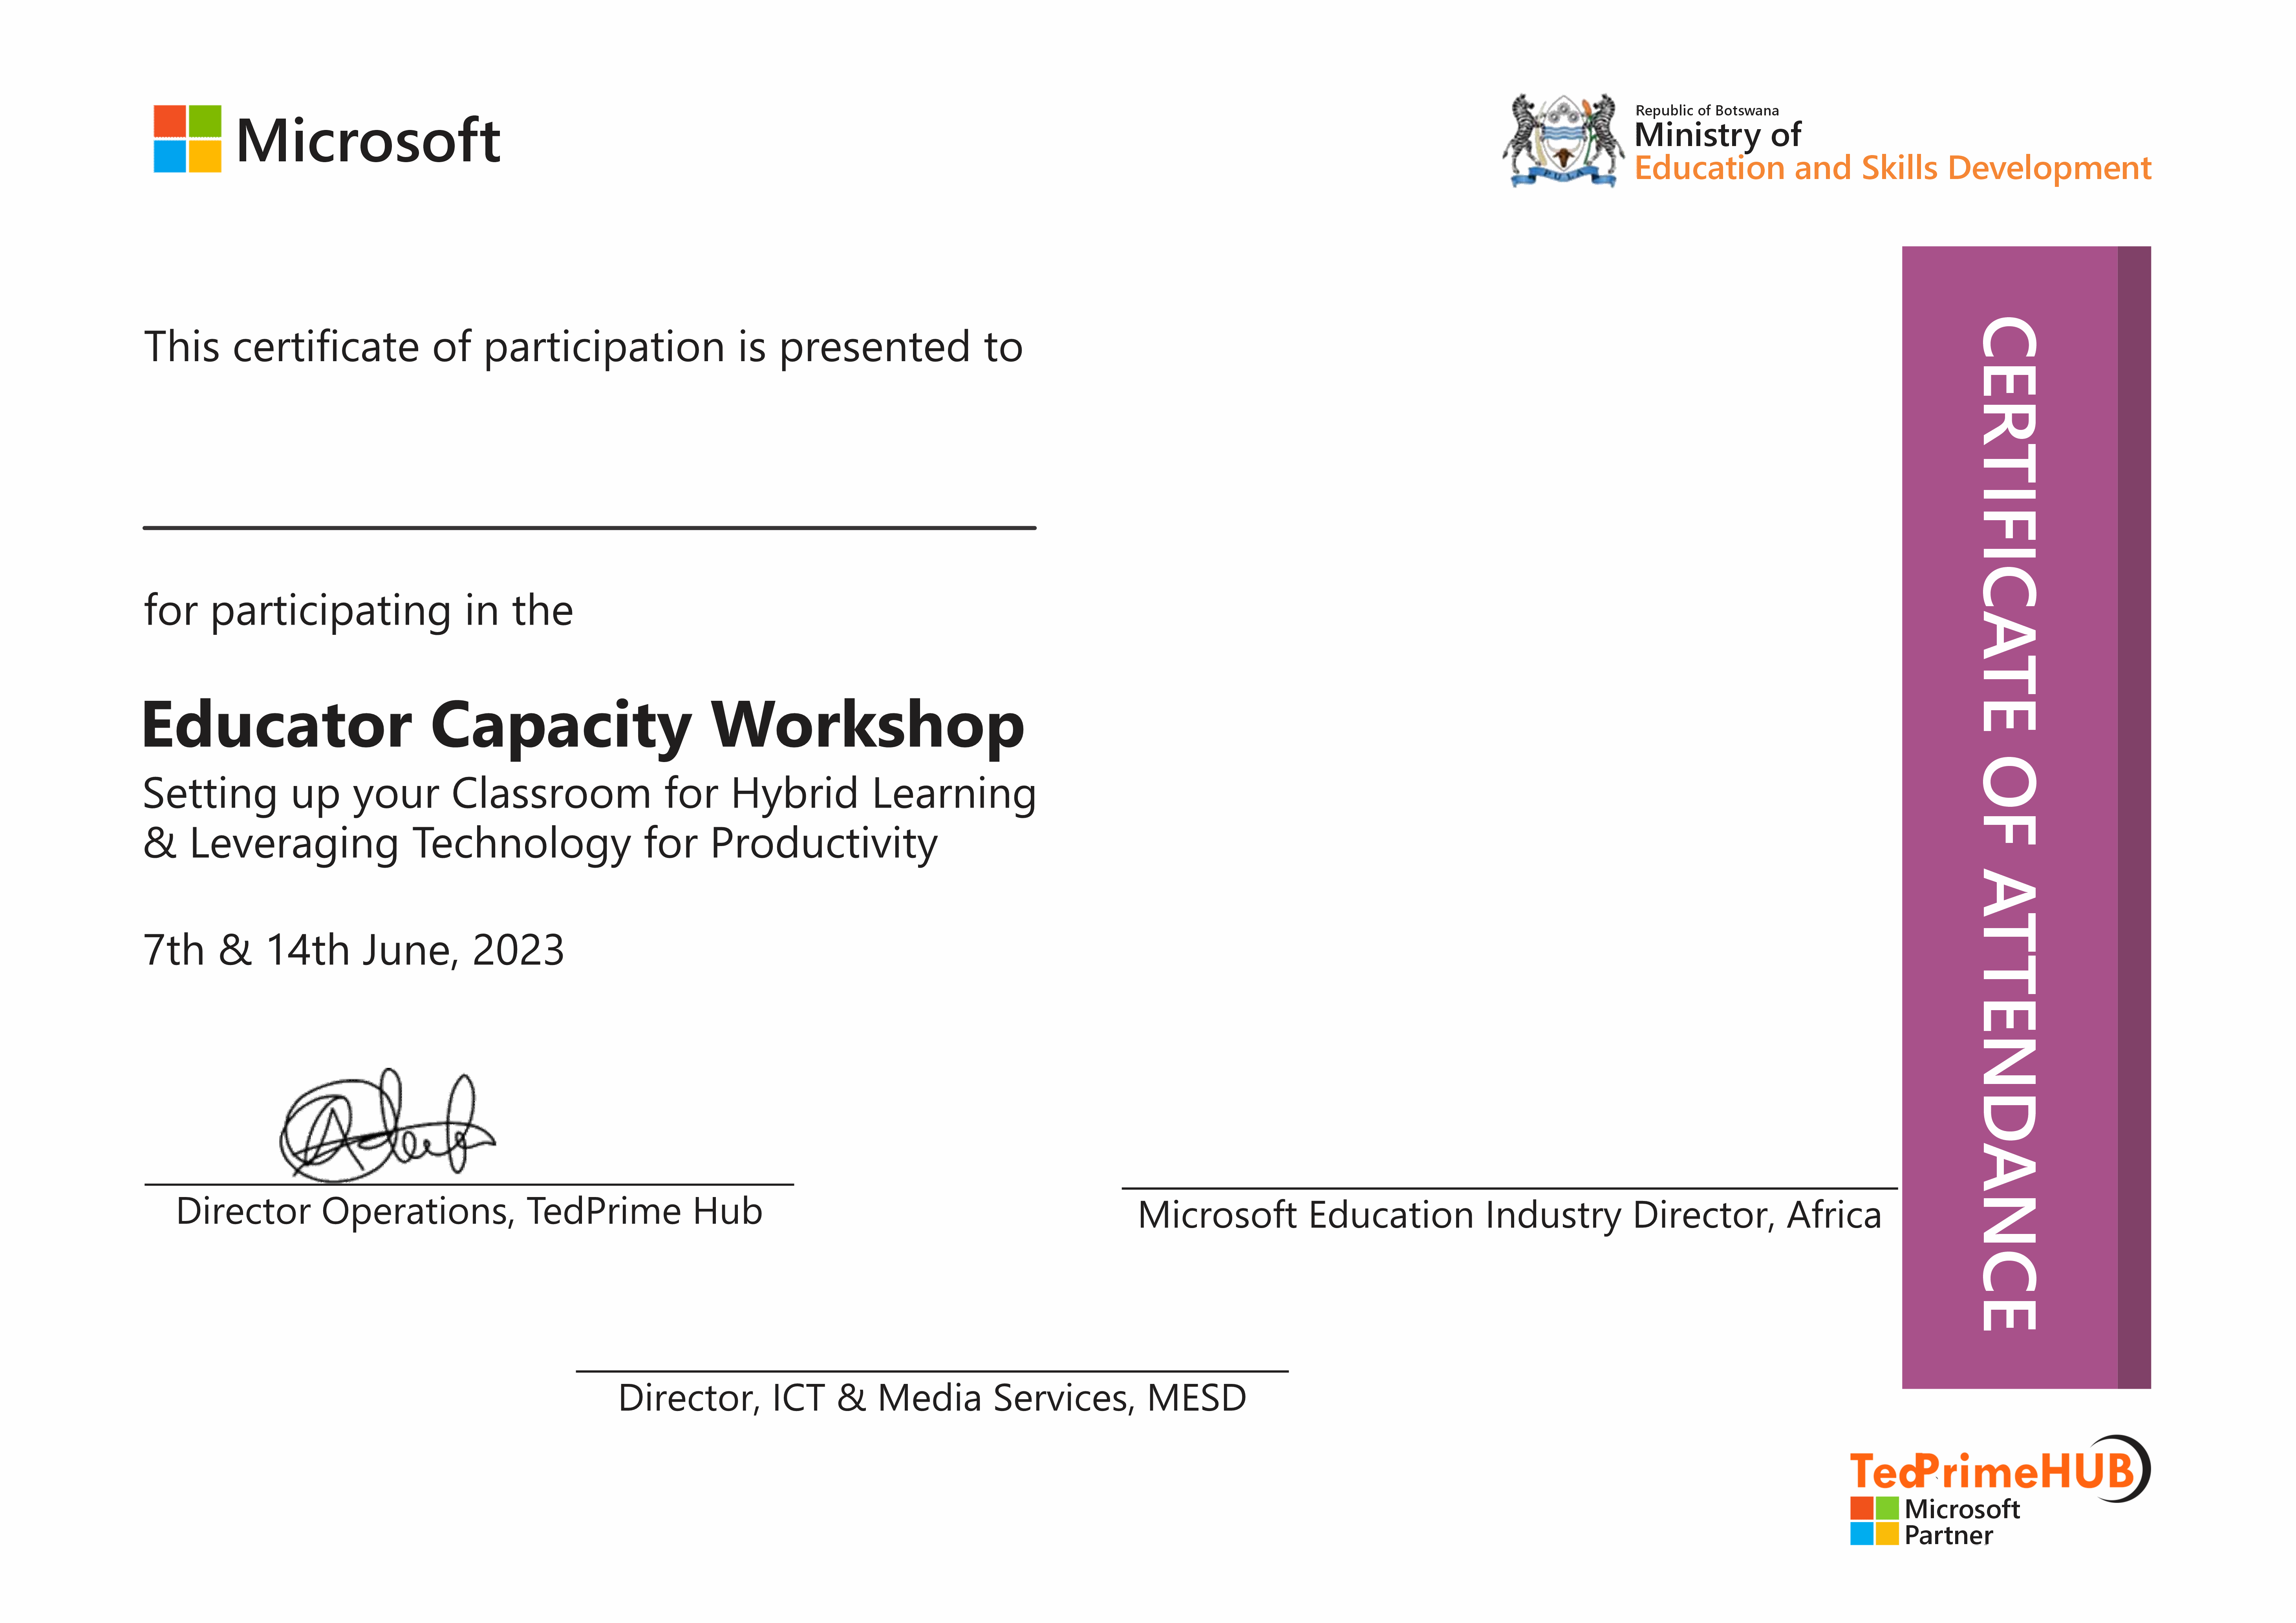 Microsoft
Republic of Botswana
Ministry of
Education and Skills Development
This certificate of participation is presented to
for participating in the
Educator Capacity Workshop
Setting up your Classroom for Hybrid Learning
& Leveraging Technology for Productivity
7th & 14th June, 2023
Director Operations, TedPrime Hub
Microsoft Education Industry Director, Africa
Director, ICT & Media Services, MESD
CERTIFICATE OF ATTENDANCE
TedPrimeHUB
Microsoft
Partner
PULA